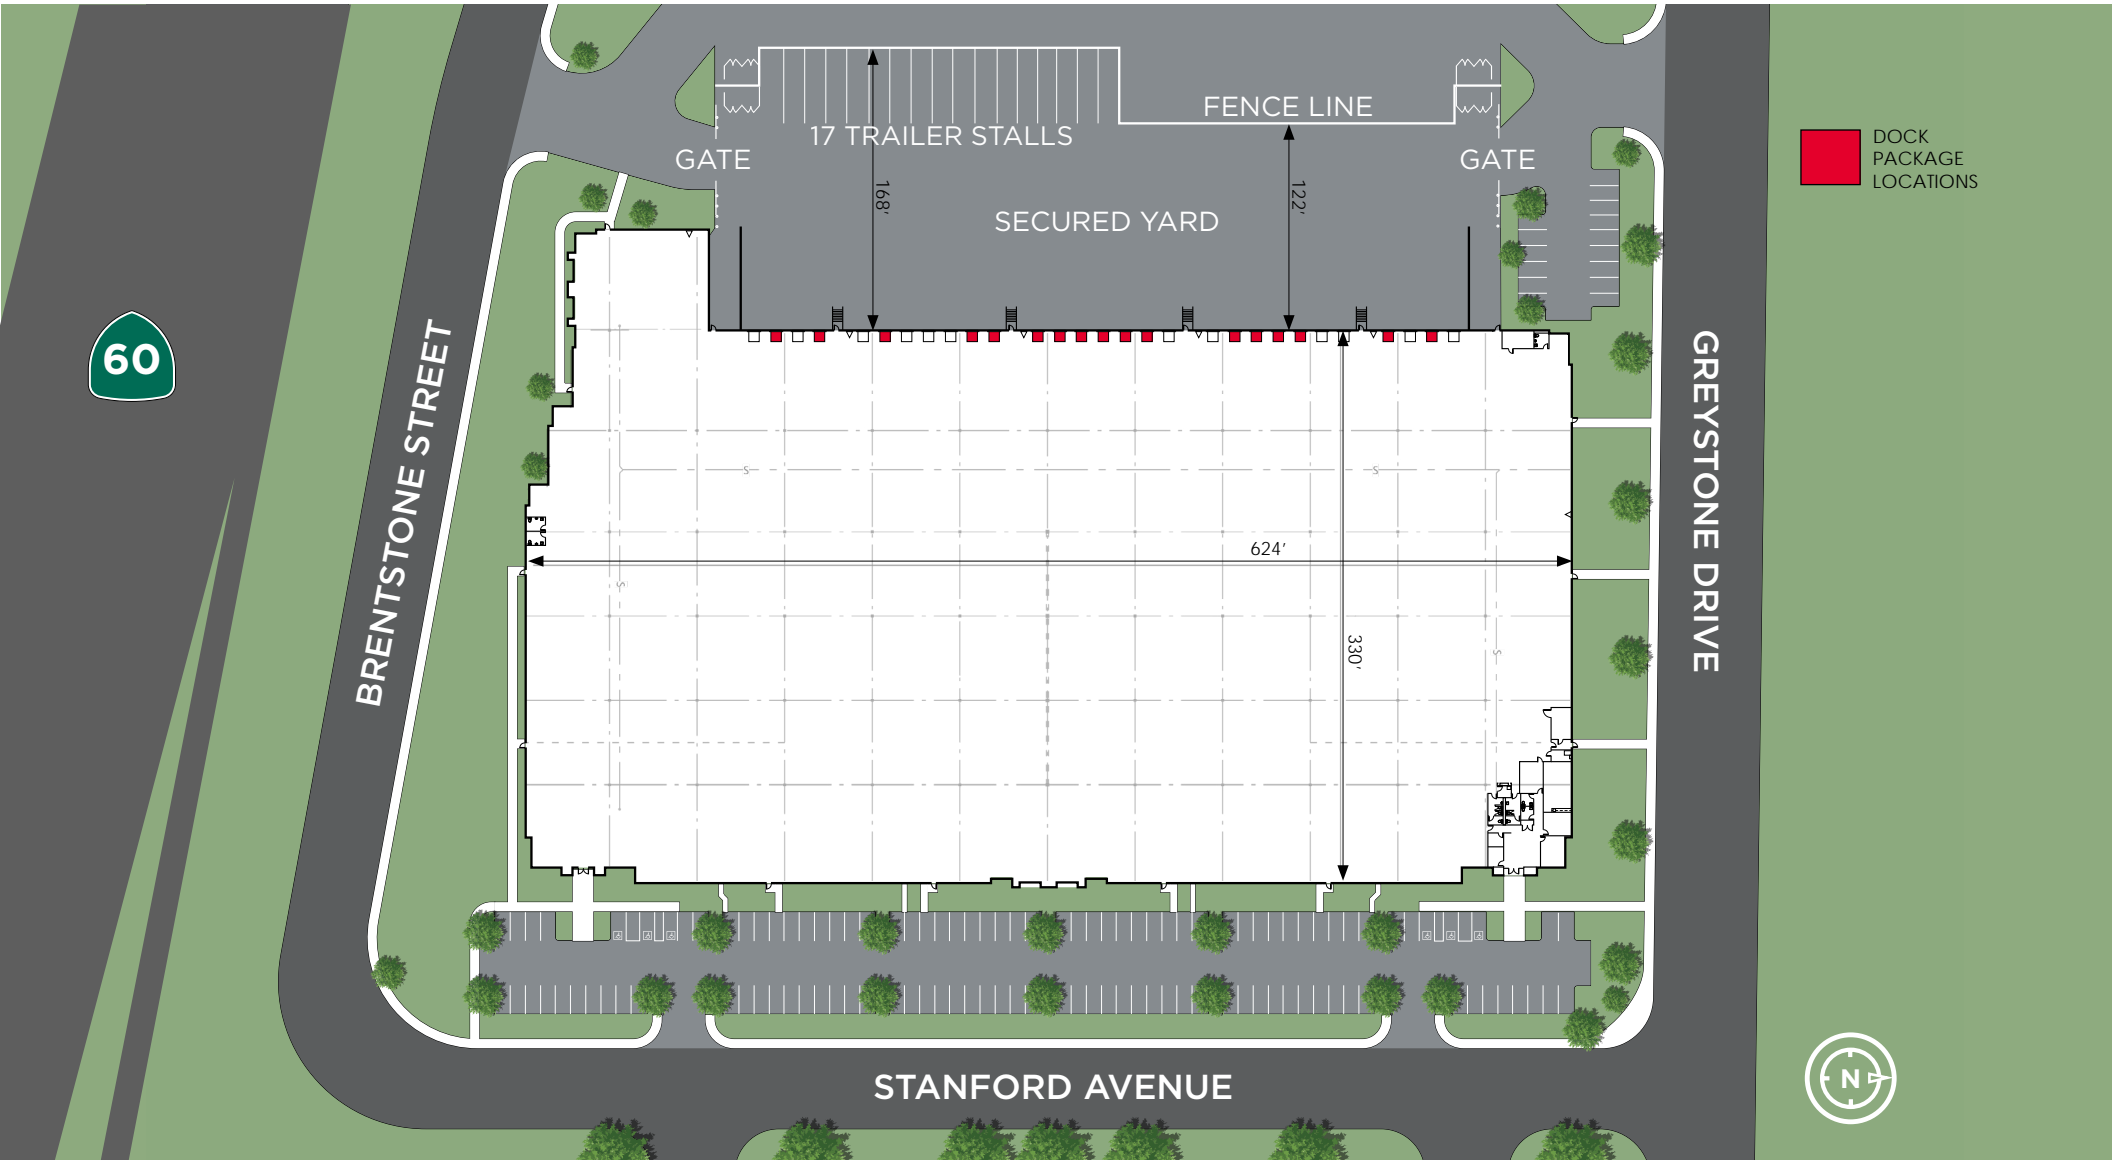 FENCE LINE
17 TRAILER STALLS
GATE
GATE
DOCK
PACKAGE
LOCATIONS
168'
122'
SECURED YARD
60
BRENTSTONE STREET
GREYSTONE DRIVE
S
S
624'
S
330'
S
STANFORD AVENUE
N